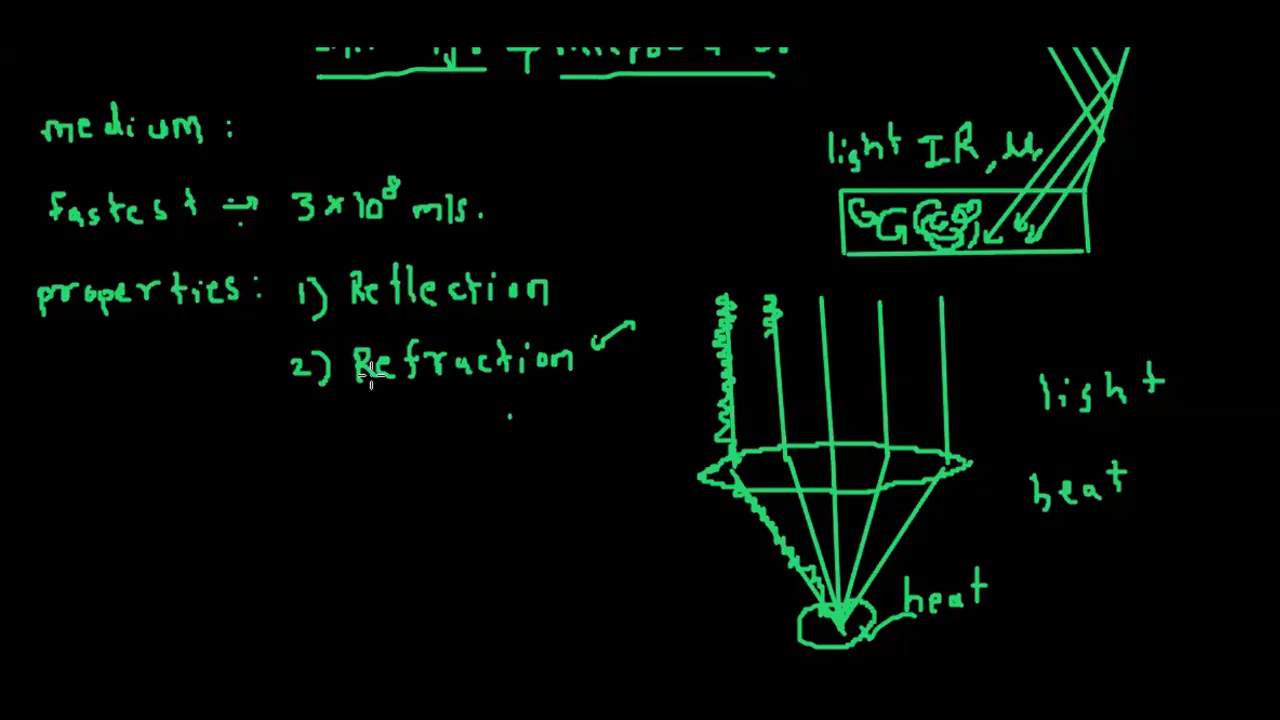 medium :
fastest → 3×10⁸ m/s.
properties : 1) Reflection
2) Refraction
light IR,
light
heat
heat